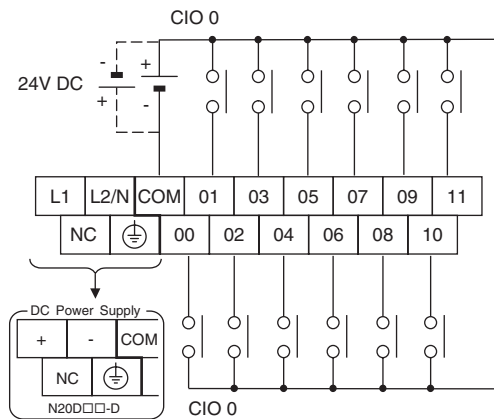 CIO 0
- +
24V DC
+ -
L1 L2/N COM 01 03 05 07 09 11
NC 00 02 04 06 08 10
DC Power Supply
+ - COM
NC
N20D□□-D
CIO 0